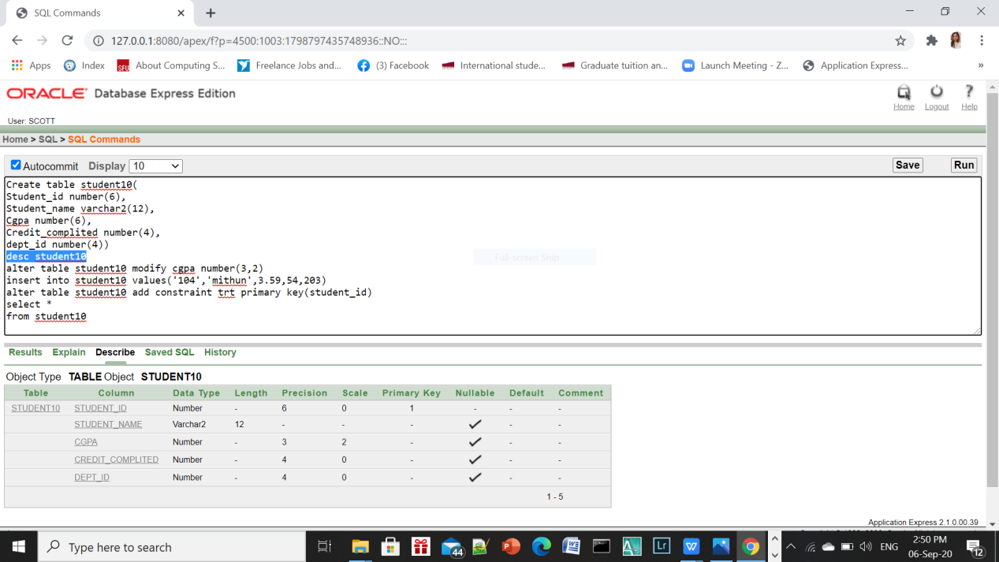 SQL Commands
127.0.0.1:8080/apex/f?p=4500:1003:1798797435748936::NO:::
Apps Index SFU About Computing S... Freelance Jobs and... (3) Facebook International stude... Graduate tuition an... Launch Meeting - Z... Application Express... »
ORACLE Database Express Edition
Home Logout Help
User: SCOTT
Home > SQL > SQL Commands
Autocommit Display 10 Save Run
Create table student10(
Student_id number(6),
Student_name varchar2(12),
Cgpa number(6),
Credit_complited number(4),
dept_id number(4))
desc student10
Full-screen Snip
alter table student10 modify cgpa number(3,2)
insert into student10 values('104','mithun',3.59,54,203)
alter table student10 add constraint trt primary key(student_id)
select *
from student10
Results Explain Describe Saved SQL History
Object Type TABLE Object STUDENT10
Table Column Data Type Length Precision Scale Primary Key Nullable Default Comment
STUDENT10 STUDENT_ID Number - 6 0 1 - - -
STUDENT_NAME Varchar2 12 - - - ✓ - -
CGPA Number - 3 2 - ✓ - -
CREDIT_COMPLITED Number - 4 0 - ✓ - -
DEPT_ID Number - 4 0 - ✓ - -
1 - 5
Application Express 2.1.0.00.39
Type here to search 44 Lr W ENG 2:50 PM 12
06-Sep-20